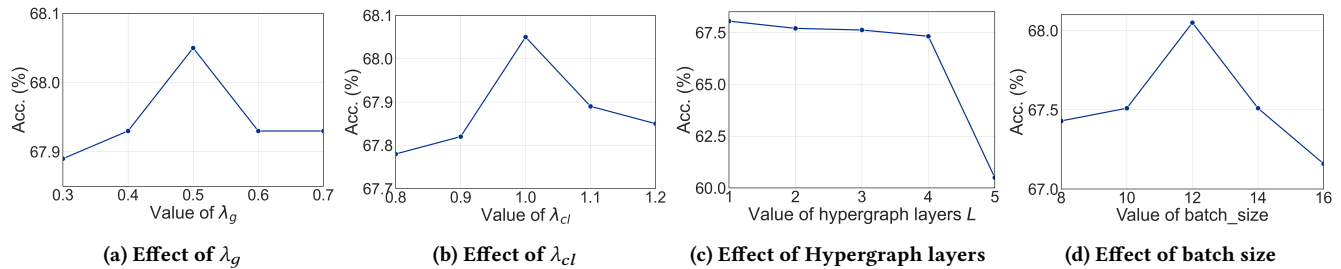 68.1
68.0
67.9
Acc. (%)
0.3 0.4 0.5 0.6 0.7
Value of λg
(a) Effect of λg
68.1
68.0
67.9
67.8
67.7
Acc. (%)
0.8 0.9 1.0 1.1 1.2
Value of λcl
(b) Effect of λcl
67.5
65.0
62.5
60.0
Acc. (%)
1 2 3 4 5
Value of hypergraph layers L
(c) Effect of Hypergraph layers
68.0
67.5
67.0
Acc. (%)
8 10 12 14 16
Value of batch_size
(d) Effect of batch size